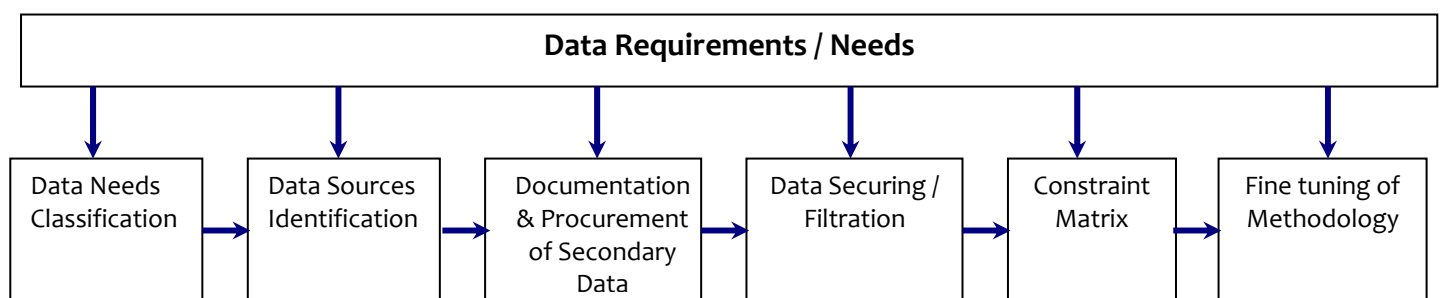 Data Requirements / Needs
Data Needs
Classification
Data Sources
Identification
Documentation
& Procurement
of Secondary
Data
Data Securing /
Filtration
Constraint
Matrix
Fine tuning of
Methodology